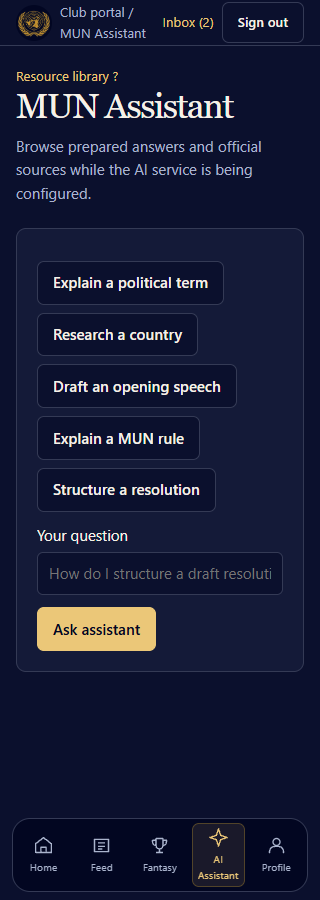 Club portal /
MUN Assistant
Inbox (2)
Sign out
Resource library ?
MUN Assistant
Browse prepared answers and official
sources while the AI service is being
configured.
Explain a political term
Research a country
Draft an opening speech
Explain a MUN rule
Structure a resolution
Your question
How do I structure a draft resoluti
Ask assistant
Home
Feed
Fantasy
AI
Assistant
Profile